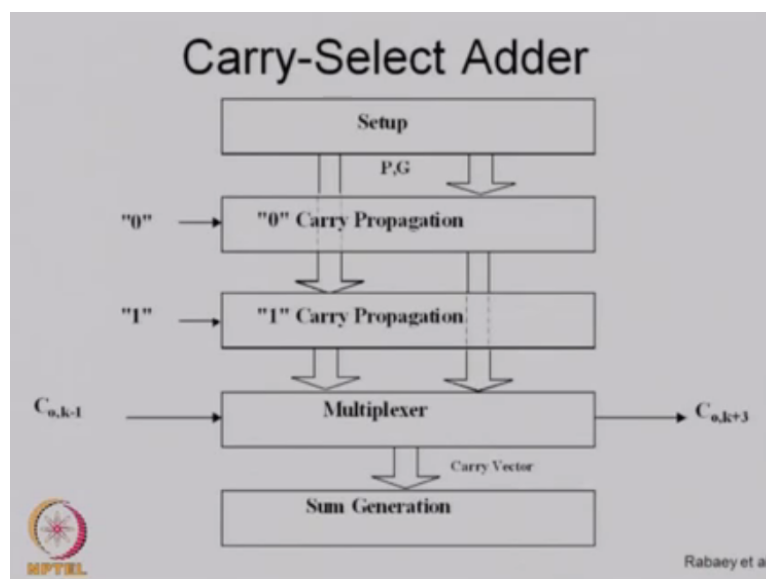 Carry-Select Adder
Setup
P,G
"0"
"0" Carry Propagation
"1"
"1" Carry Propagation
Co,k-1
Multiplexer
Co,k+3
Carry Vector
Sum Generation
NPTEL
Rabaey et a